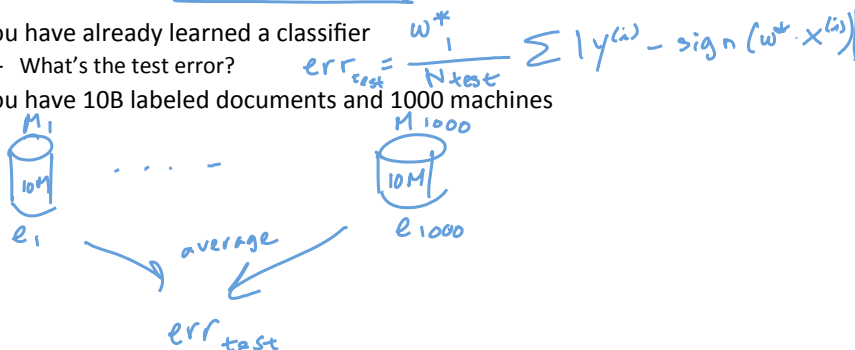 ou have already learned a classifier w*
- What's the test error? err_test = 1/N_test Σ |y^(i) - sign(w* · x^(i))|
ou have 10B labeled documents and 1000 machines
M1 M1000
10M . . . - 10M
e1 e1000
average
err_test